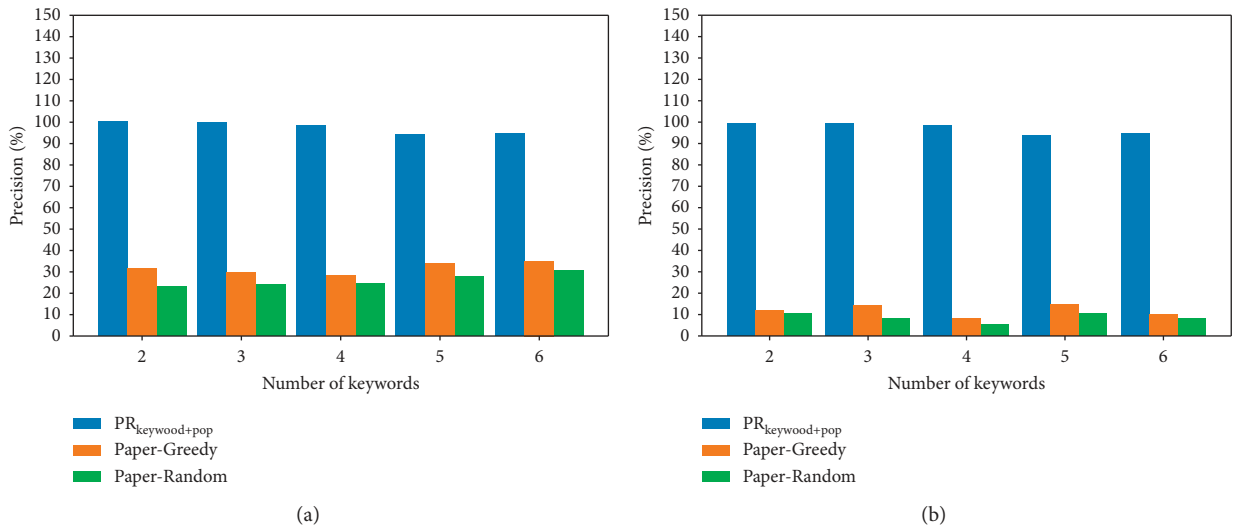 150
140
130
120
110
100
90
80
70
60
50
40
30
20
10
0
Precision (%)
2 3 4 5 6
Number of keywords
PRkeywood+pop
Paper-Greedy
Paper-Random
(a)
150
140
130
120
110
100
90
80
70
60
50
40
30
20
10
0
Precision (%)
2 3 4 5 6
Number of keywords
PRkeywood+pop
Paper-Greedy
Paper-Random
(b)